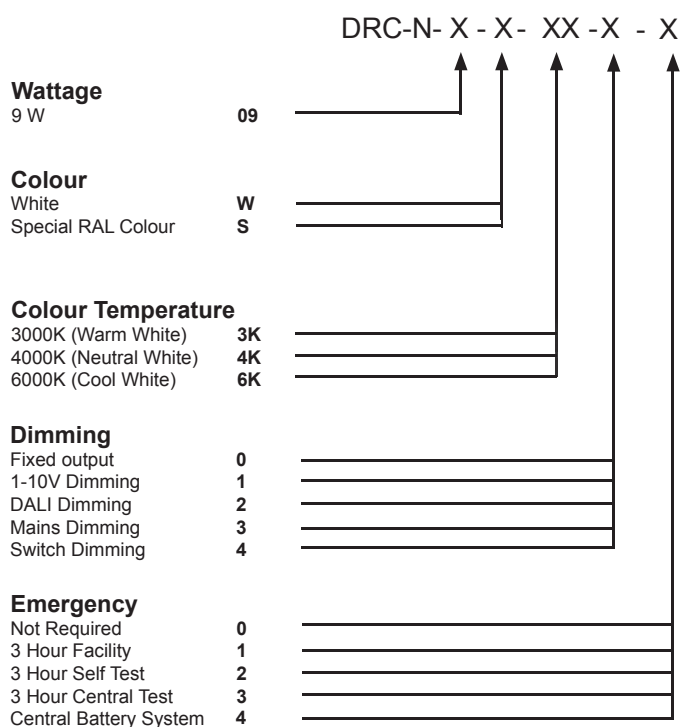 DRC-N- X - X- XX -X - X
Wattage
9 W 09
Colour
White W
Special RAL Colour S
Colour Temperature
3000K (Warm White) 3K
4000K (Neutral White) 4K
6000K (Cool White) 6K
Dimming
Fixed output 0
1-10V Dimming 1
DALI Dimming 2
Mains Dimming 3
Switch Dimming 4
Emergency
Not Required 0
3 Hour Facility 1
3 Hour Self Test 2
3 Hour Central Test 3
Central Battery System 4